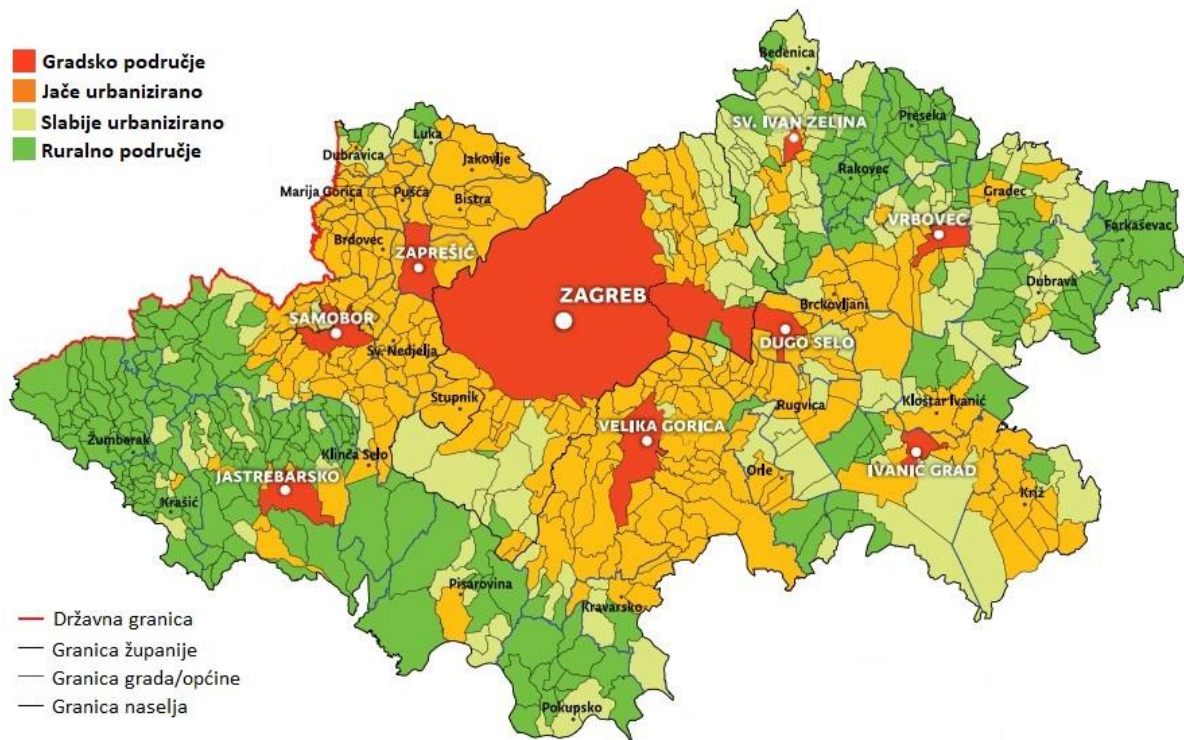 Gradsko područje
Jače urbanizirano
Slabije urbanizirano
Ruralno područje
Bedenica
SV. IVAN ZELINA
Preseka
Luka
Dubravica
Jakovlje
Rakovec
Marija Gorica
Pušća
Gradec
Bistra
VRBOVEC
Farkaševac
Brdovec
ZAPREŠIĆ
Dubrava
ZAGREB
Brckovljani
SAMOBOR
DUGO SELO
Sv. Nedjelja
Stupnik
Rugvica
Kloštar Ivanić
VELIKA GORICA
Žumberak
Klinča Selo
IVANIĆ GRAD
JASTREBARSKO
Orle
Križ
Krašić
Pisarovina
Kravarsko
Pokupsko
Državna granica
Granica županije
Granica grada/općine
Granica naselja